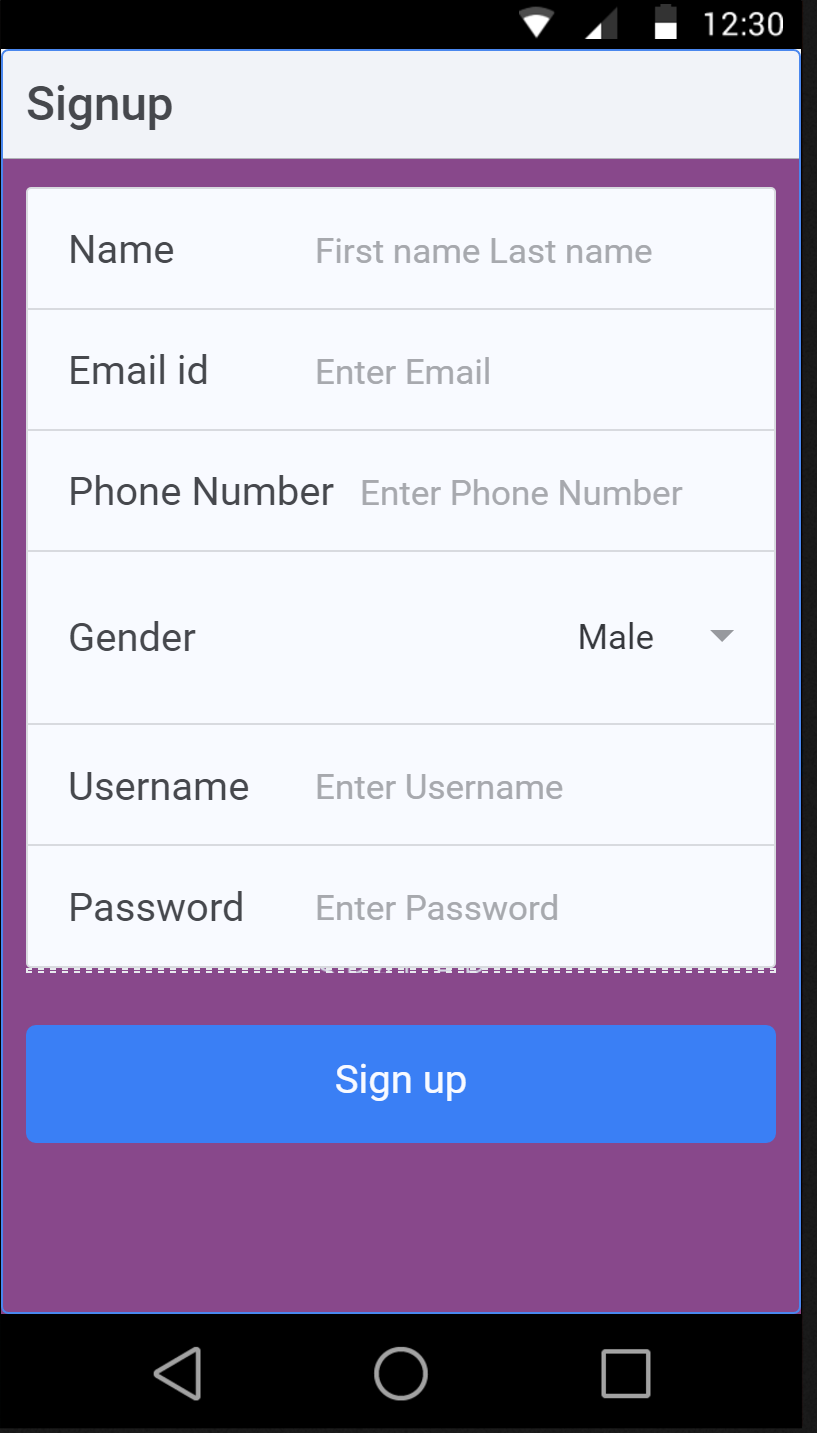 12:30
Signup
Name First name Last name
Email id Enter Email
Phone Number Enter Phone Number
Gender Male
Username Enter Username
Password Enter Password
Sign up